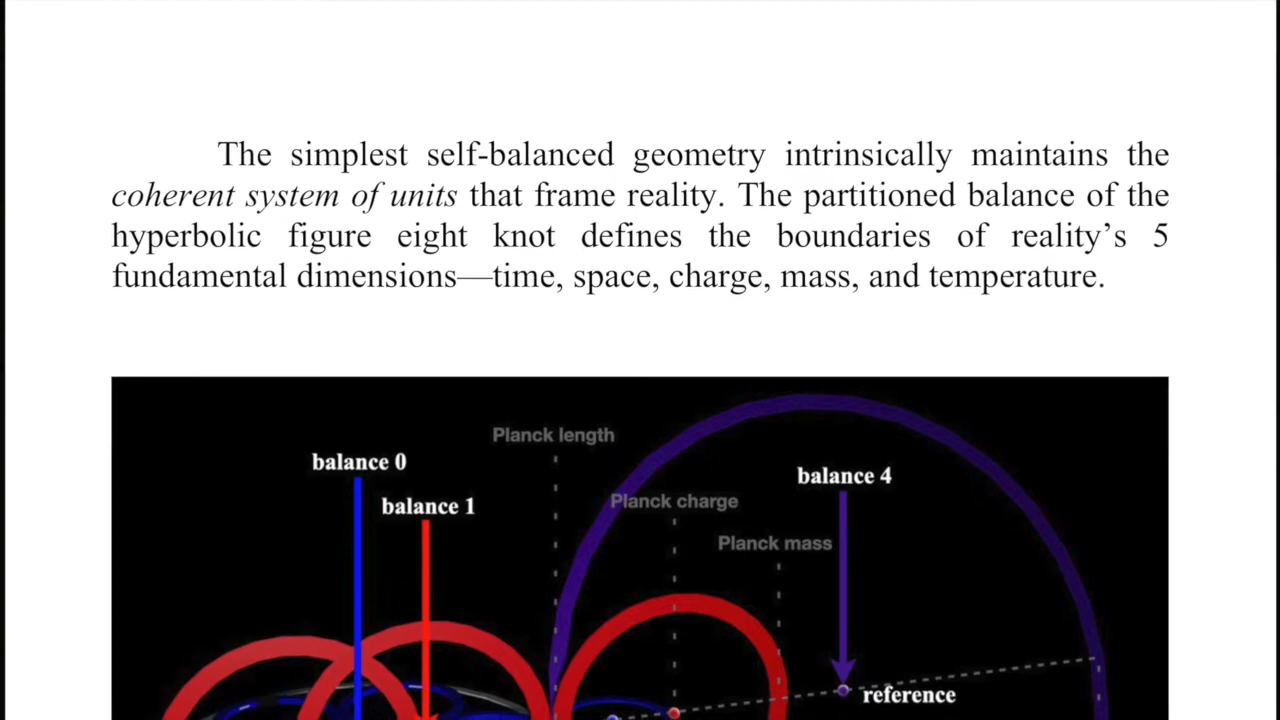 The simplest self-balanced geometry intrinsically maintains the
coherent system of units that frame reality. The partitioned balance of the
hyperbolic figure eight knot defines the boundaries of reality’s 5
fundamental dimensions—time, space, charge, mass, and temperature.
Planck length
balance 0
balance 4
Planck charge
balance 1
Planck mass
reference